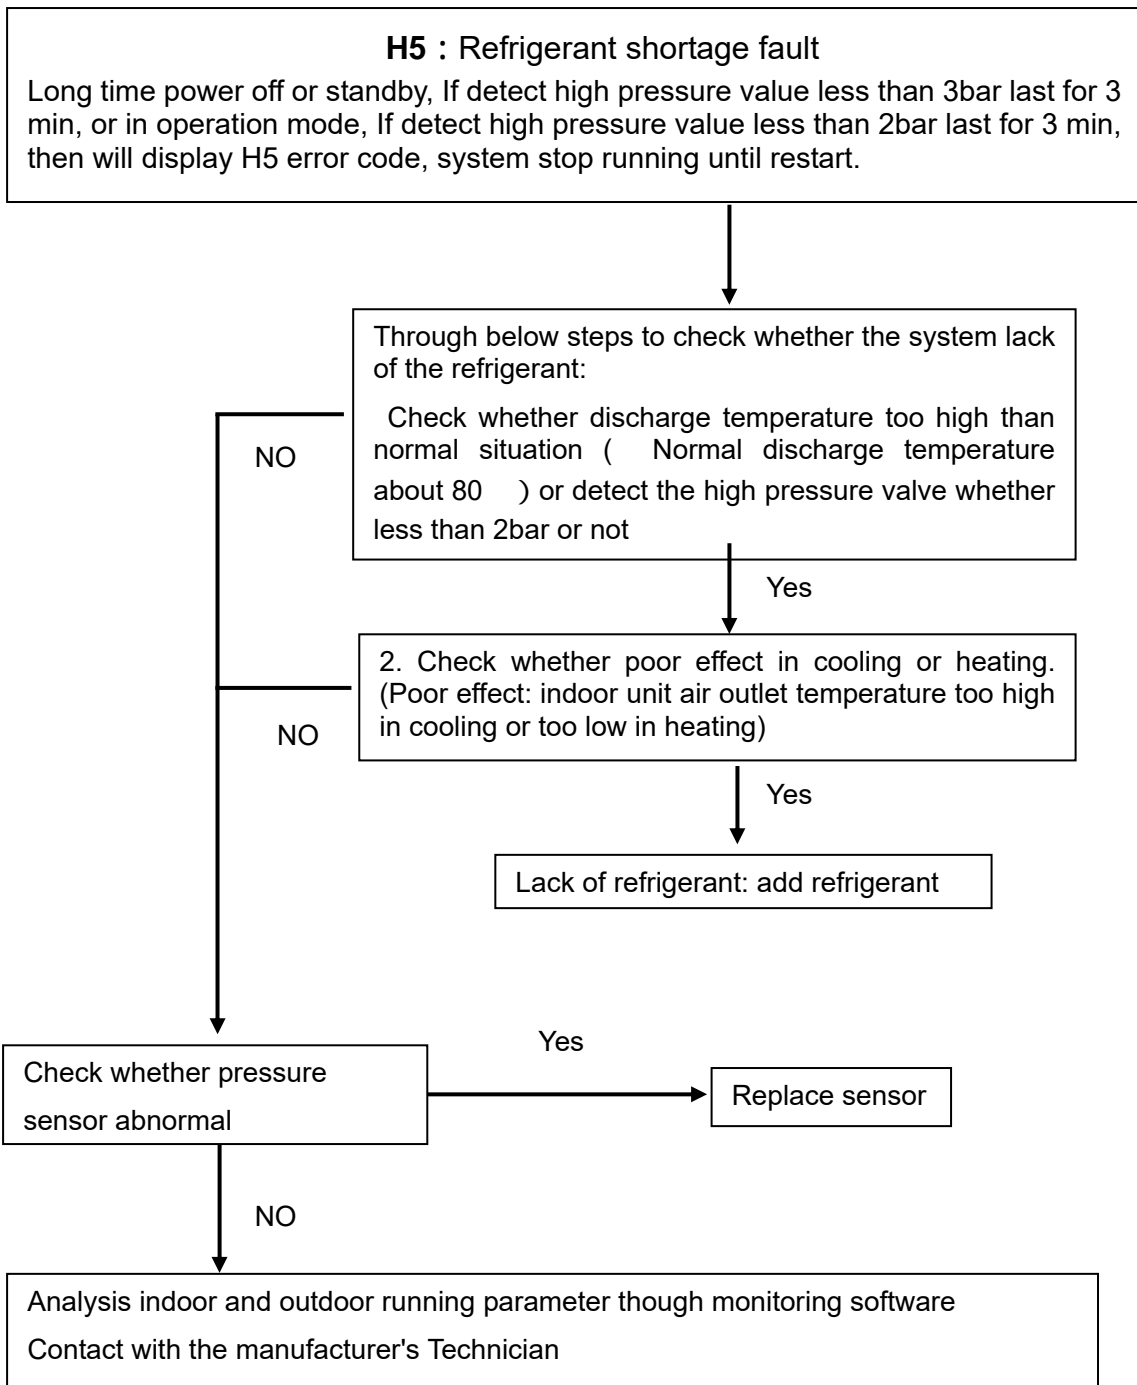 H5：Refrigerant shortage fault
Long time power off or standby, If detect high pressure value less than 3bar last for 3
min, or in operation mode, If detect high pressure value less than 2bar last for 3 min,
then will display H5 error code, system stop running until restart.
Through below steps to check whether the system lack
of the refrigerant:
Check whether discharge temperature too high than
normal situation ( Normal discharge temperature
about 80 ) or detect the high pressure valve whether
less than 2bar or not
NO
Yes
2. Check whether poor effect in cooling or heating.
(Poor effect: indoor unit air outlet temperature too high
in cooling or too low in heating)
NO
Yes
Lack of refrigerant: add refrigerant
Check whether pressure
sensor abnormal
Yes
Replace sensor
NO
Analysis indoor and outdoor running parameter though monitoring software
Contact with the manufacturer's Technician